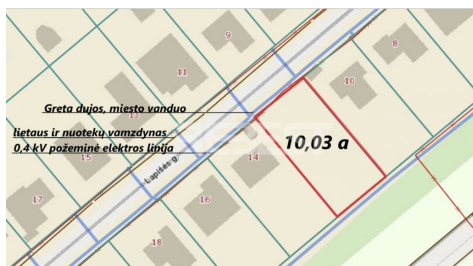 9
8
11
10
Greta dujos, miesto vanduo
13
lietaus ir nuotekų vamzdynas
0,4 kV požeminė elektros linija
10,03 a
15
14
Lapišės g.
17
16
18